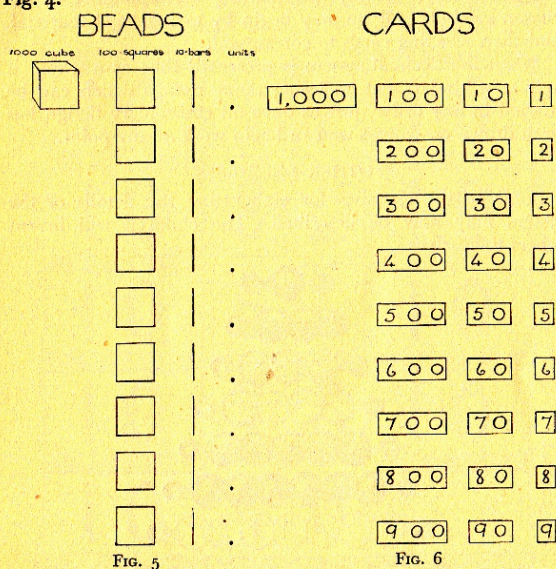 Fig. 4.
BEADS CARDS
1000 cube 100 squares 10-bars units
1,000 100 10 1
200 20 2
300 30 3
400 40 4
500 50 5
600 60 6
700 70 7
800 80 8
900 90 9
FIG. 5 FIG. 6